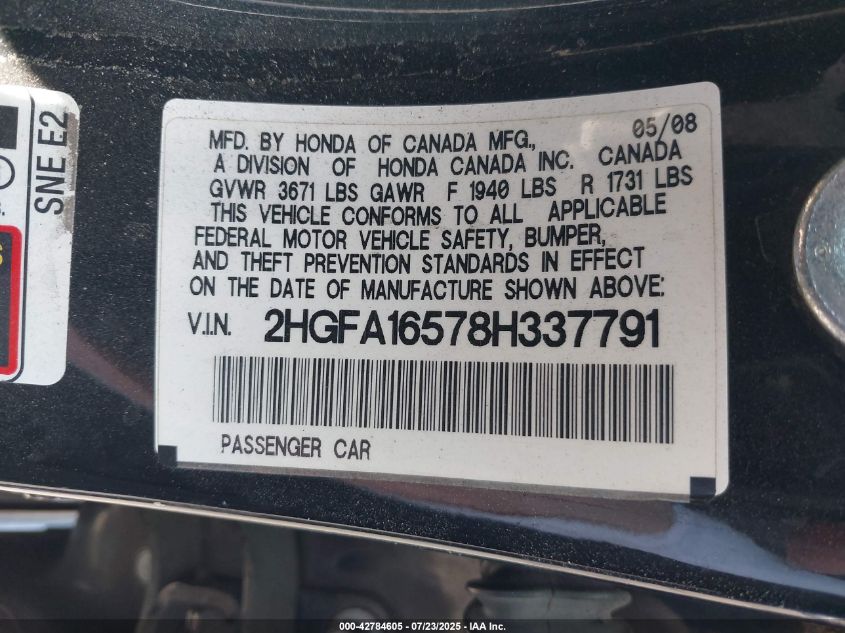 SNE E2
MFD. BY HONDA OF CANADA MFG., 05/08
A DIVISION OF HONDA CANADA INC. CANADA
GVWR 3671 LBS GAWR F 1940 LBS R 1731 LBS
THIS VEHICLE CONFORMS TO ALL APPLICABLE
FEDERAL MOTOR VEHICLE SAFETY, BUMPER,
AND THEFT PREVENTION STANDARDS IN EFFECT
ON THE DATE OF MANUFACTURE SHOWN ABOVE:
V.I.N. 2HGFA16578H337791
PASSENGER CAR
000-42784605 - 07/23/2025 - IAA Inc.